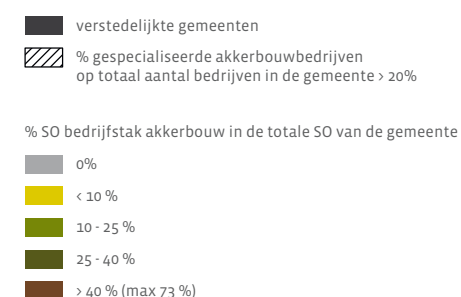 verstedelijkte gemeenten
% gespecialiseerde akkerbouwbedrijven
op totaal aantal bedrijven in de gemeente > 20%
% SO bedrijfstak akkerbouw in de totale SO van de gemeente
0%
< 10 %
10 - 25 %
25 - 40 %
> 40 % (max 73 %)